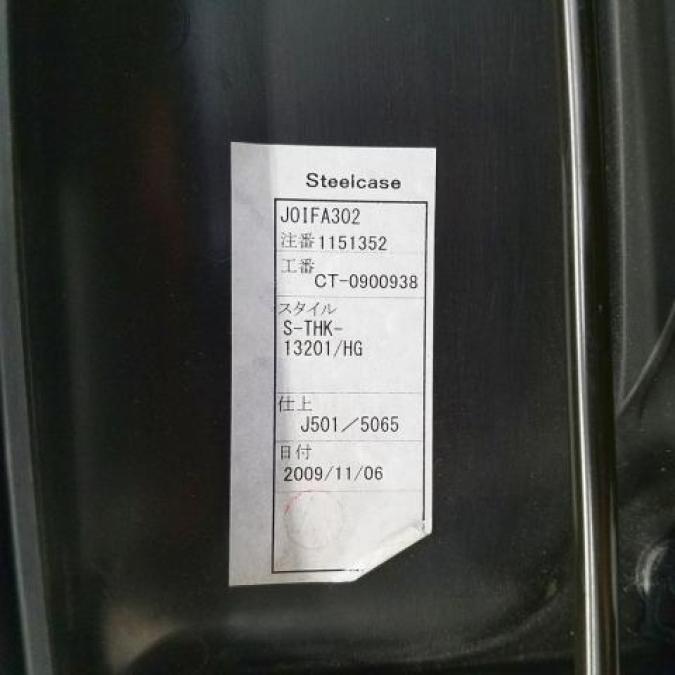 Steelcase
JOIFA302
注番1151352
工番
CT-0900938
スタイル
S-THK-
13201/HG
仕上
J501／5065
日付
2009/11/06